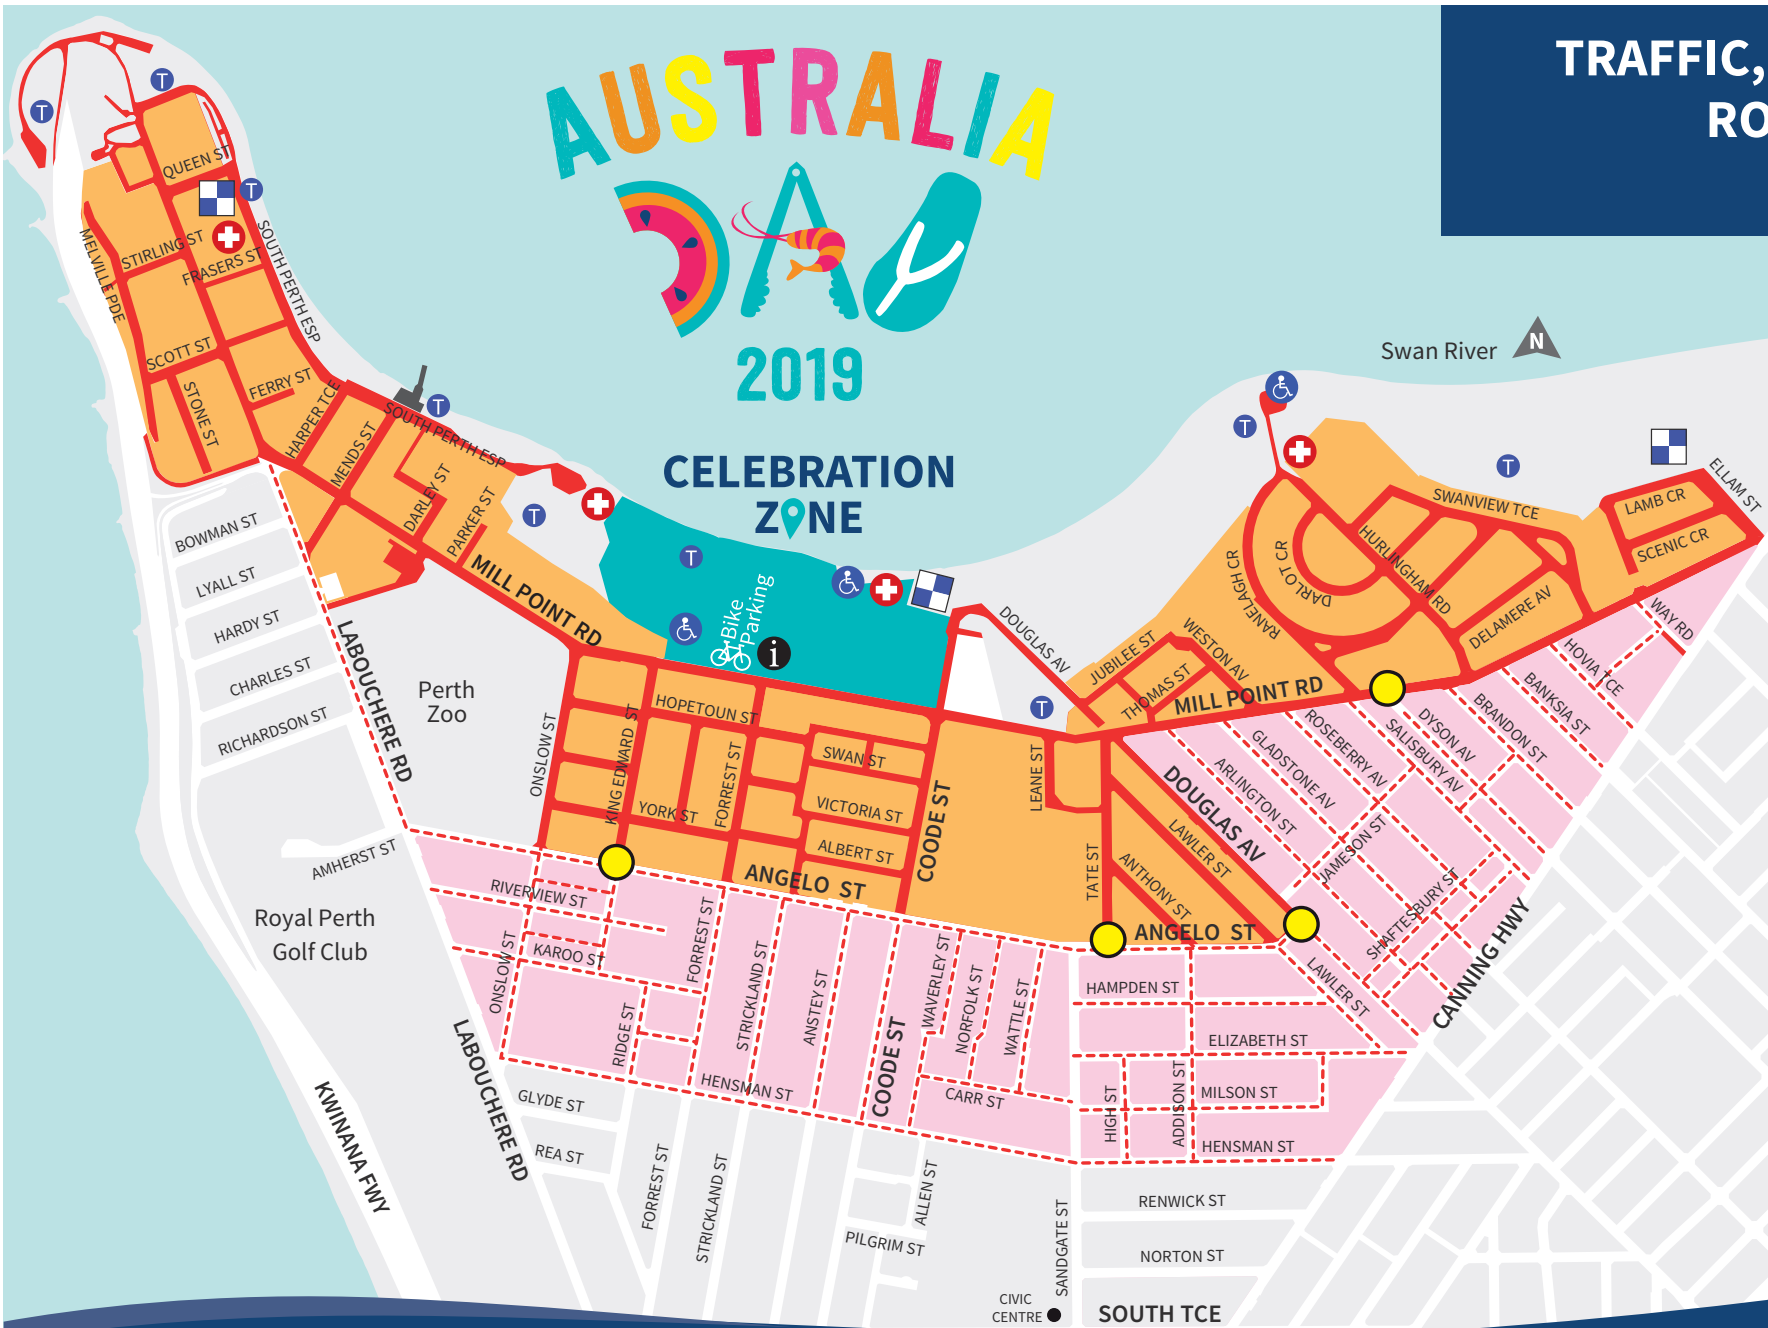 TRAFFIC,
RO
AUSTRALIA
DAY
2019
CELEBRATION
ZONE
Swan River
N
T
T
T
T
T
T
T
T
T
T
i
Bike
Parking
QUEEN ST
STIRLING ST
FRASERS ST
MELVILLE PDE
SOUTH PERTH ESP
SCOTT ST
STONE ST
FERRY ST
HARPER TCE
MENDS ST
SOUTH PERTH ESP
DARLEY ST
PARKER ST
MILL POINT RD
BOWMAN ST
LYALL ST
HARDY ST
CHARLES ST
RICHARDSON ST
LABOUCHERE RD
Perth
Zoo
AMHERST ST
Royal Perth
Golf Club
KWINANA FWY
LABOUCHERE RD
ONSLOW ST
KING EDWARD ST
HOPETOUN ST
YORK ST
FORREST ST
SWAN ST
VICTORIA ST
ALBERT ST
COODE ST
ANGELO ST
LEANE ST
TATE ST
DOUGLAS AV
JUBILEE ST
THOMAS ST
WESTON AV
MILL POINT RD
RANELAGH CR
DARLOT CR
HURLINGHAM RD
SWANVIEW TCE
DELAMERE AV
LAMB CR
SCENIC CR
ELLAM ST
WAY RD
HOVIA TCE
BANKSIA ST
BRANDON ST
DYSON AV
SALISBURY AV
ROSEBERRY AV
GLADSTONE AV
ARLINGTON ST
DOUGLAS AV
LAWLER ST
ANTHONY ST
ANGELO ST
JAMESON ST
SHAFTESBURY ST
CANNING HWY
LAWLER ST
RIVERVIEW ST
KAROO ST
ONSLOW ST
RIDGE ST
FORREST ST
STRICKLAND ST
ANSTEY ST
COODE ST
WAVERLEY ST
NORFOLK ST
WATTLE ST
HENSMAN ST
CARR ST
HAMPDEN ST
ELIZABETH ST
MILSON ST
HIGH ST
ADDISON ST
HENSMAN ST
GLYDE ST
REA ST
FORREST ST
STRICKLAND ST
ALLEN ST
PILGRIM ST
SANDGATE ST
RENWICK ST
NORTON ST
CIVIC
CENTRE
SOUTH TCE